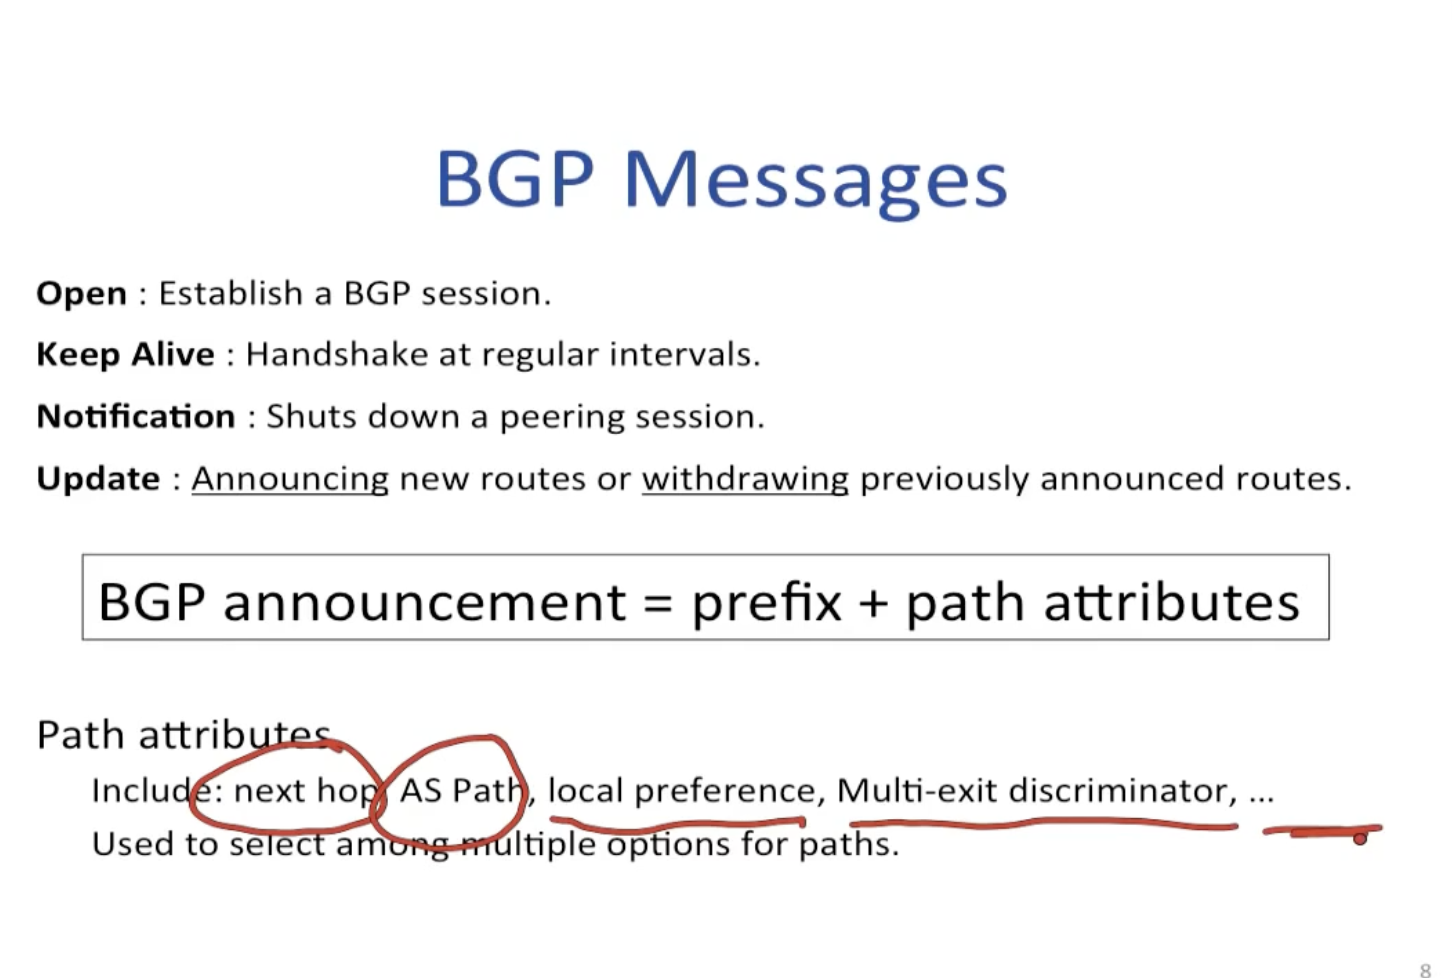 BGP Messages
Open : Establish a BGP session.
Keep Alive : Handshake at regular intervals.
Notification : Shuts down a peering session.
Update : Announcing new routes or withdrawing previously announced routes.
BGP announcement = prefix + path attributes
Path attributes
Include: next hop, AS Path, local preference, Multi-exit discriminator, ...
Used to select among multiple options for paths.
8